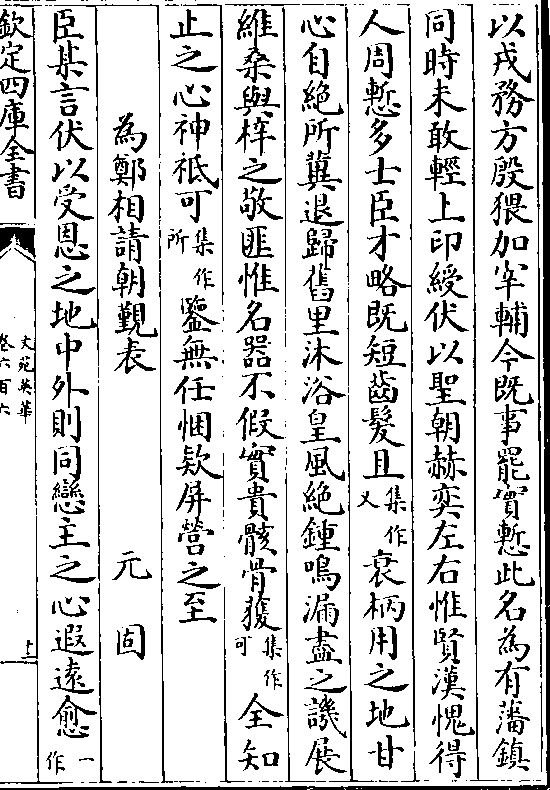 以戎務方殷猥加宰輔今既事罷實慙此名為有藩鎮
同時未敢輕上印綬伏以聖朝赫奕左右惟賢漢愧得
人周慙多士臣才略既短齒髮且集作又衰柄用之地甘
心自絶所冀退歸舊里沐浴皇風絶鍾鳴漏盡之譏展
維桑與梓之敬匪惟名器不假實貴骸骨獲集作可全知
止之心神祇可集作所鑒無任悃欵屏營之至
為鄭相請朝覲表　元固
臣某言伏以受恩之地中外則同戀主之心遐遠愈一作
欽定四庫全書
文苑英華
卷六百六
十一